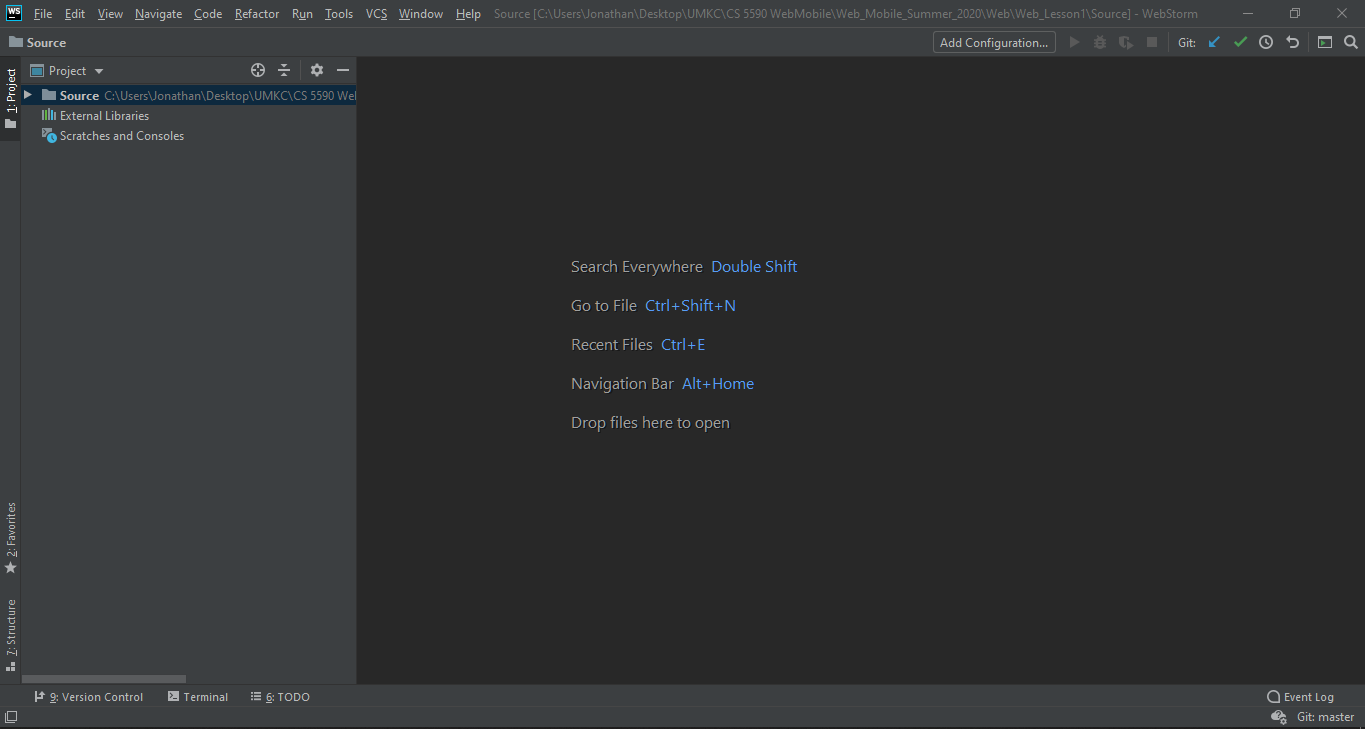 WS File Edit View Navigate Code Refactor Run Tools VCS Window Help Source [C:\Users\Jonathan\Desktop\UMKC\CS 5590 WebMobile\Web_Mobile_Summer_2020\Web\Web_Lesson1\Source] - WebStorm
Source Add Configuration... Git:
1: Project
Project
Source C:\Users\Jonathan\Desktop\UMKC\CS 5590 We
External Libraries
Scratches and Consoles
Search Everywhere Double Shift
Go to File Ctrl+Shift+N
Recent Files Ctrl+E
Navigation Bar Alt+Home
Drop files here to open
2: Favorites
7: Structure
9: Version Control Terminal 6: TODO Event Log
Git: master